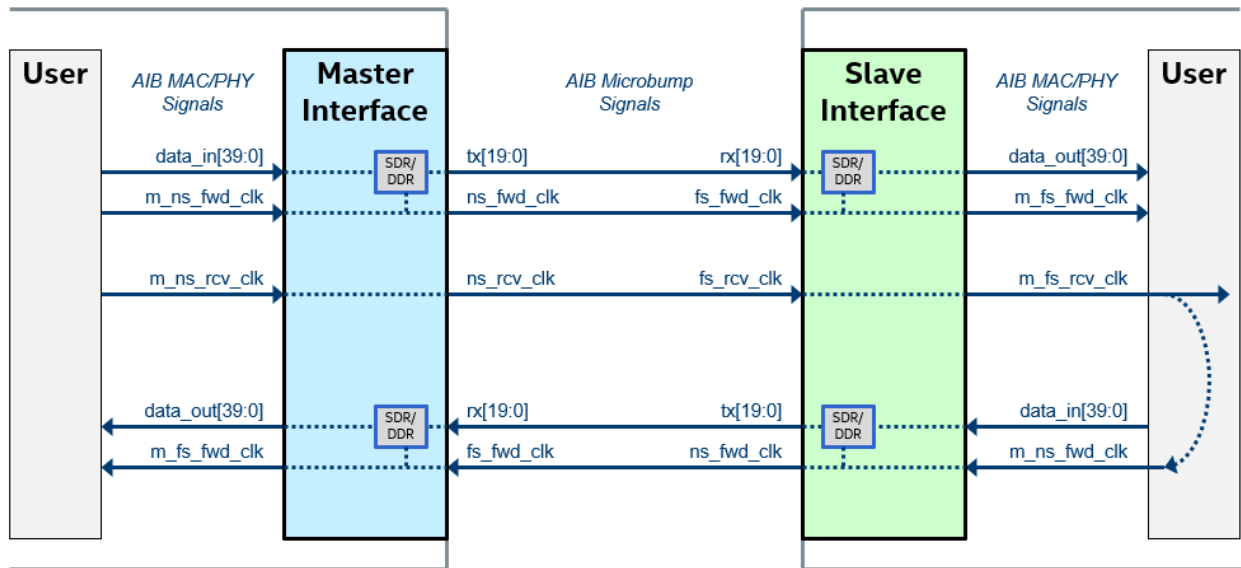 User
AIB MAC/PHY
Signals
Master
Interface
AIB Microbump
Signals
Slave
Interface
AIB MAC/PHY
Signals
User
data_in[39:0]
SDR/
DDR
tx[19:0]
rx[19:0]
SDR/
DDR
data_out[39:0]
m_ns_fwd_clk
ns_fwd_clk
fs_fwd_clk
m_fs_fwd_clk
m_ns_rcv_clk
ns_rcv_clk
fs_rcv_clk
m_fs_rcv_clk
data_out[39:0]
SDR/
DDR
rx[19:0]
tx[19:0]
SDR/
DDR
data_in[39:0]
m_fs_fwd_clk
fs_fwd_clk
ns_fwd_clk
m_ns_fwd_clk